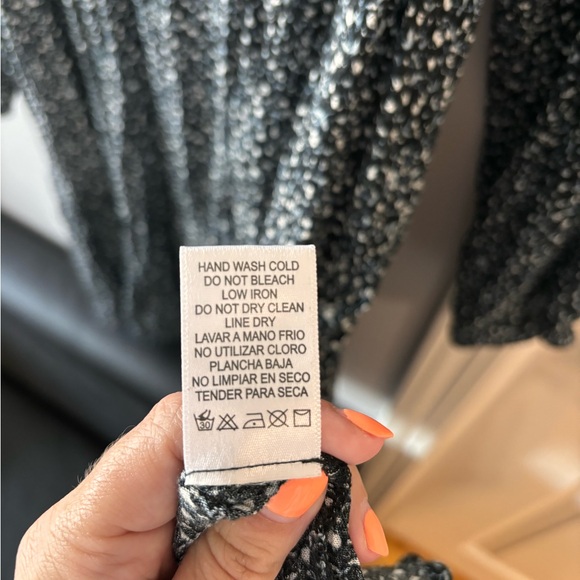 HAND WASH COLD
DO NOT BLEACH
LOW IRON
DO NOT DRY CLEAN
LINE DRY
LAVAR A MANO FRIO
NO UTILIZAR CLORO
PLANCHA BAJA
NO LIMPIAR EN SECO
TENDER PARA SECA
30